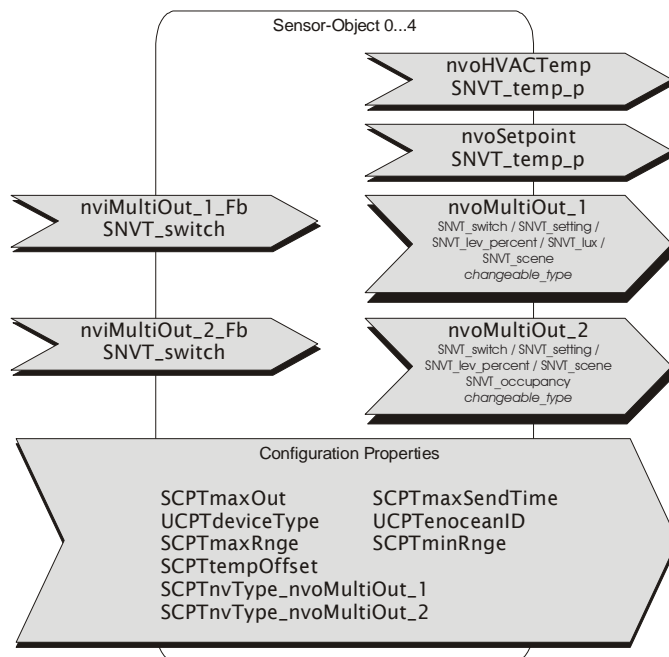 Sensor-Object 0...4
nvoHVACTemp
SNVT_temp_p
nvoSetpoint
SNVT_temp_p
nviMultiOut_1_Fb
SNVT_switch
nvoMultiOut_1
SNVT_switch / SNVT_setting /
SNVT_lev_percent / SNVT_lux /
SNVT_scene
changeable_type
nviMultiOut_2_Fb
SNVT_switch
nvoMultiOut_2
SNVT_switch / SNVT_setting /
SNVT_lev_percent / SNVT_scene
SNVT_occupancy
changeable_type
Configuration Properties
SCPTmaxOut SCPTmaxSendTime
UCPTdeviceType UCPTenoceanID
SCPTmaxRnge SCPTminRnge
SCPTtempOffset
SCPTnvType_nvoMultiOut_1
SCPTnvType_nvoMultiOut_2